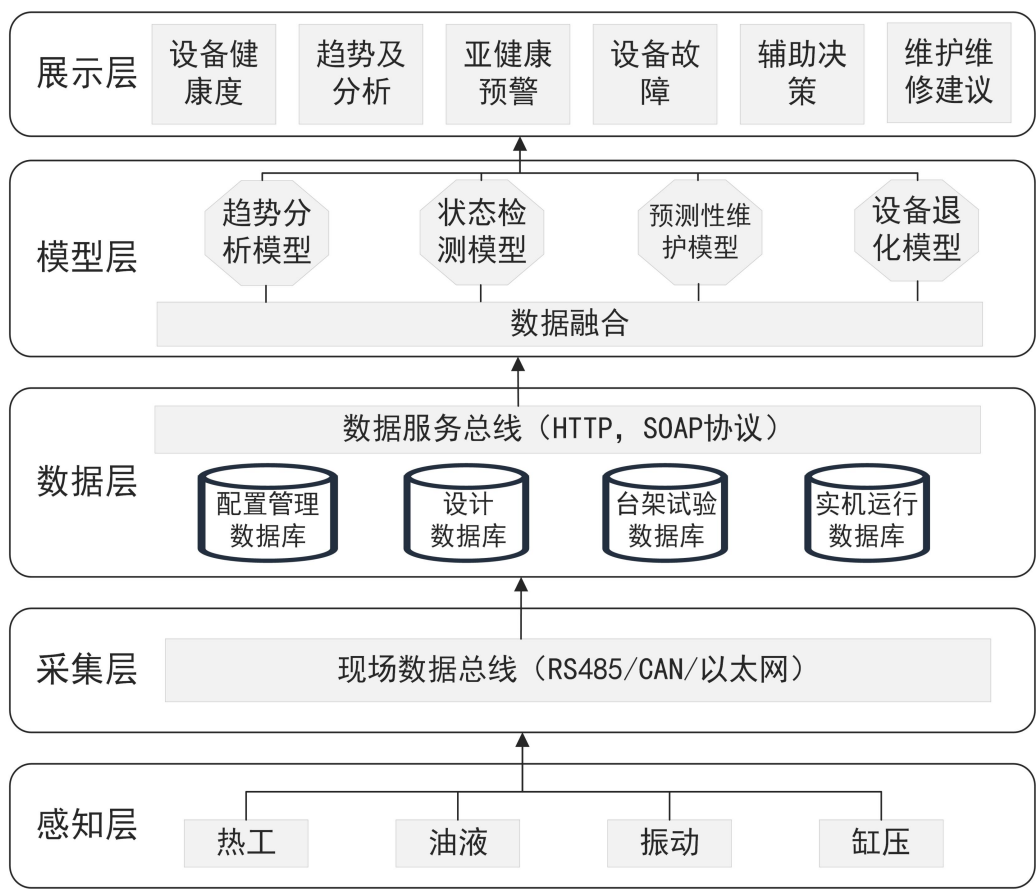 展示层
设备健
康度
趋势及
分析
亚健康
预警
设备故
障
辅助决
策
维护维
修建议
模型层
趋势分
析模型
状态检
测模型
预测性维
护模型
设备退
化模型
数据融合
数据层
数据服务总线（HTTP，SOAP协议）
配置管理
数据库
设计
数据库
台架试验
数据库
实机运行
数据库
采集层
现场数据总线（RS485/CAN/以太网）
感知层
热工
油液
振动
缸压